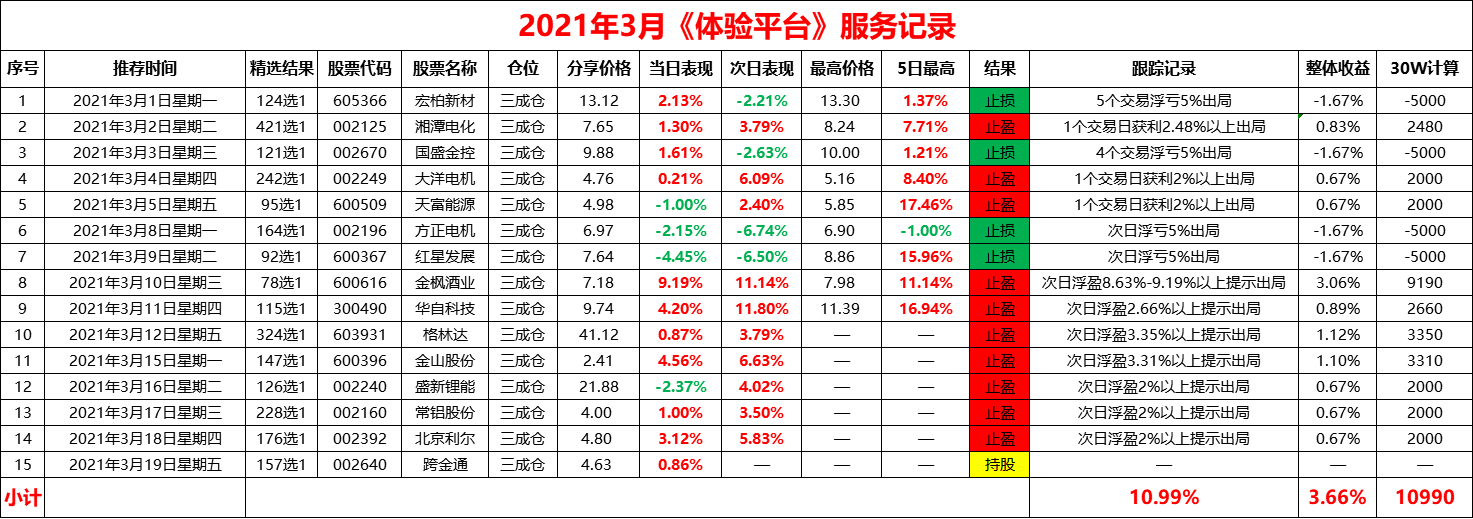 2021年3月《体验平台》服务记录
序号 推荐时间 精选结果 股票代码 股票名称 仓位 分享价格 当日表现 次日表现 最高价格 5日最高 结果 跟踪记录 整体收益 30W计算
1 2021年3月1日星期一 124选1 605366 宏柏新材 三成仓 13.12 2.13% -2.21% 13.30 1.37% 止损 5个交易浮亏5%出局 -1.67% -5000
2 2021年3月2日星期二 421选1 002125 湘潭电化 三成仓 7.65 1.30% 3.79% 8.24 7.71% 止盈 1个交易日获利2.48%以上出局 0.83% 2480
3 2021年3月3日星期三 121选1 002670 国盛金控 三成仓 9.88 1.61% -2.63% 10.00 1.21% 止损 4个交易浮亏5%出局 -1.67% -5000
4 2021年3月4日星期四 242选1 002249 大洋电机 三成仓 4.76 0.21% 6.09% 5.16 8.40% 止盈 1个交易日获利2%以上出局 0.67% 2000
5 2021年3月5日星期五 95选1 600509 天富能源 三成仓 4.98 -1.00% 2.40% 5.85 17.46% 止盈 1个交易日获利2%以上出局 0.67% 2000
6 2021年3月8日星期一 164选1 002196 方正电机 三成仓 6.97 -2.15% -6.74% 6.90 -1.00% 止损 次日浮亏5%出局 -1.67% -5000
7 2021年3月9日星期二 92选1 600367 红星发展 三成仓 7.64 -4.45% -6.50% 8.86 15.96% 止损 次日浮亏5%出局 -1.67% -5000
8 2021年3月10日星期三 78选1 600616 金枫酒业 三成仓 7.18 9.19% 11.14% 7.98 11.14% 止盈 次日浮盈8.63%-9.19%以上提示出局 3.06% 9190
9 2021年3月11日星期四 115选1 300490 华自科技 三成仓 9.74 4.20% 11.80% 11.39 16.94% 止盈 次日浮盈2.66%以上提示出局 0.89% 2660
10 2021年3月12日星期五 324选1 603931 格林达 三成仓 41.12 0.87% 3.79% — — 止盈 次日浮盈3.35%以上提示出局 1.12% 3350
11 2021年3月15日星期一 147选1 600396 金山股份 三成仓 2.41 4.56% 6.63% — — 止盈 次日浮盈3.31%以上提示出局 1.10% 3310
12 2021年3月16日星期二 126选1 002240 盛新锂能 三成仓 21.88 -2.37% 4.02% — — 止盈 次日浮盈2%以上提示出局 0.67% 2000
13 2021年3月17日星期三 228选1 002160 常铝股份 三成仓 4.00 1.00% 3.50% — — 止盈 次日浮盈2%以上提示出局 0.67% 2000
14 2021年3月18日星期四 176选1 002392 北京利尔 三成仓 4.80 3.12% 5.83% — — 止盈 次日浮盈2%以上提示出局 0.67% 2000
15 2021年3月19日星期五 157选1 002640 跨金通 三成仓 4.63 0.86% — — — 持股 — — —
小计 10.99% 3.66% 10990